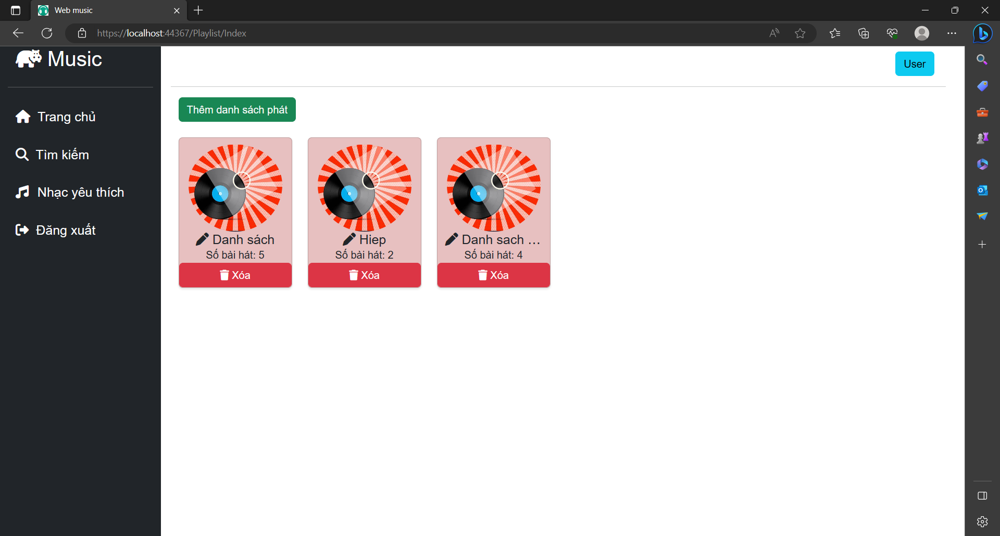 Web music
https://localhost:44367/Playlist/Index
Music
User
Trang chủ
Tìm kiếm
Nhạc yêu thích
Đăng xuất
Thêm danh sách phát
Danh sách
Số bài hát: 5
Xóa
Hiep
Số bài hát: 2
Xóa
Danh sach ...
Số bài hát: 4
Xóa